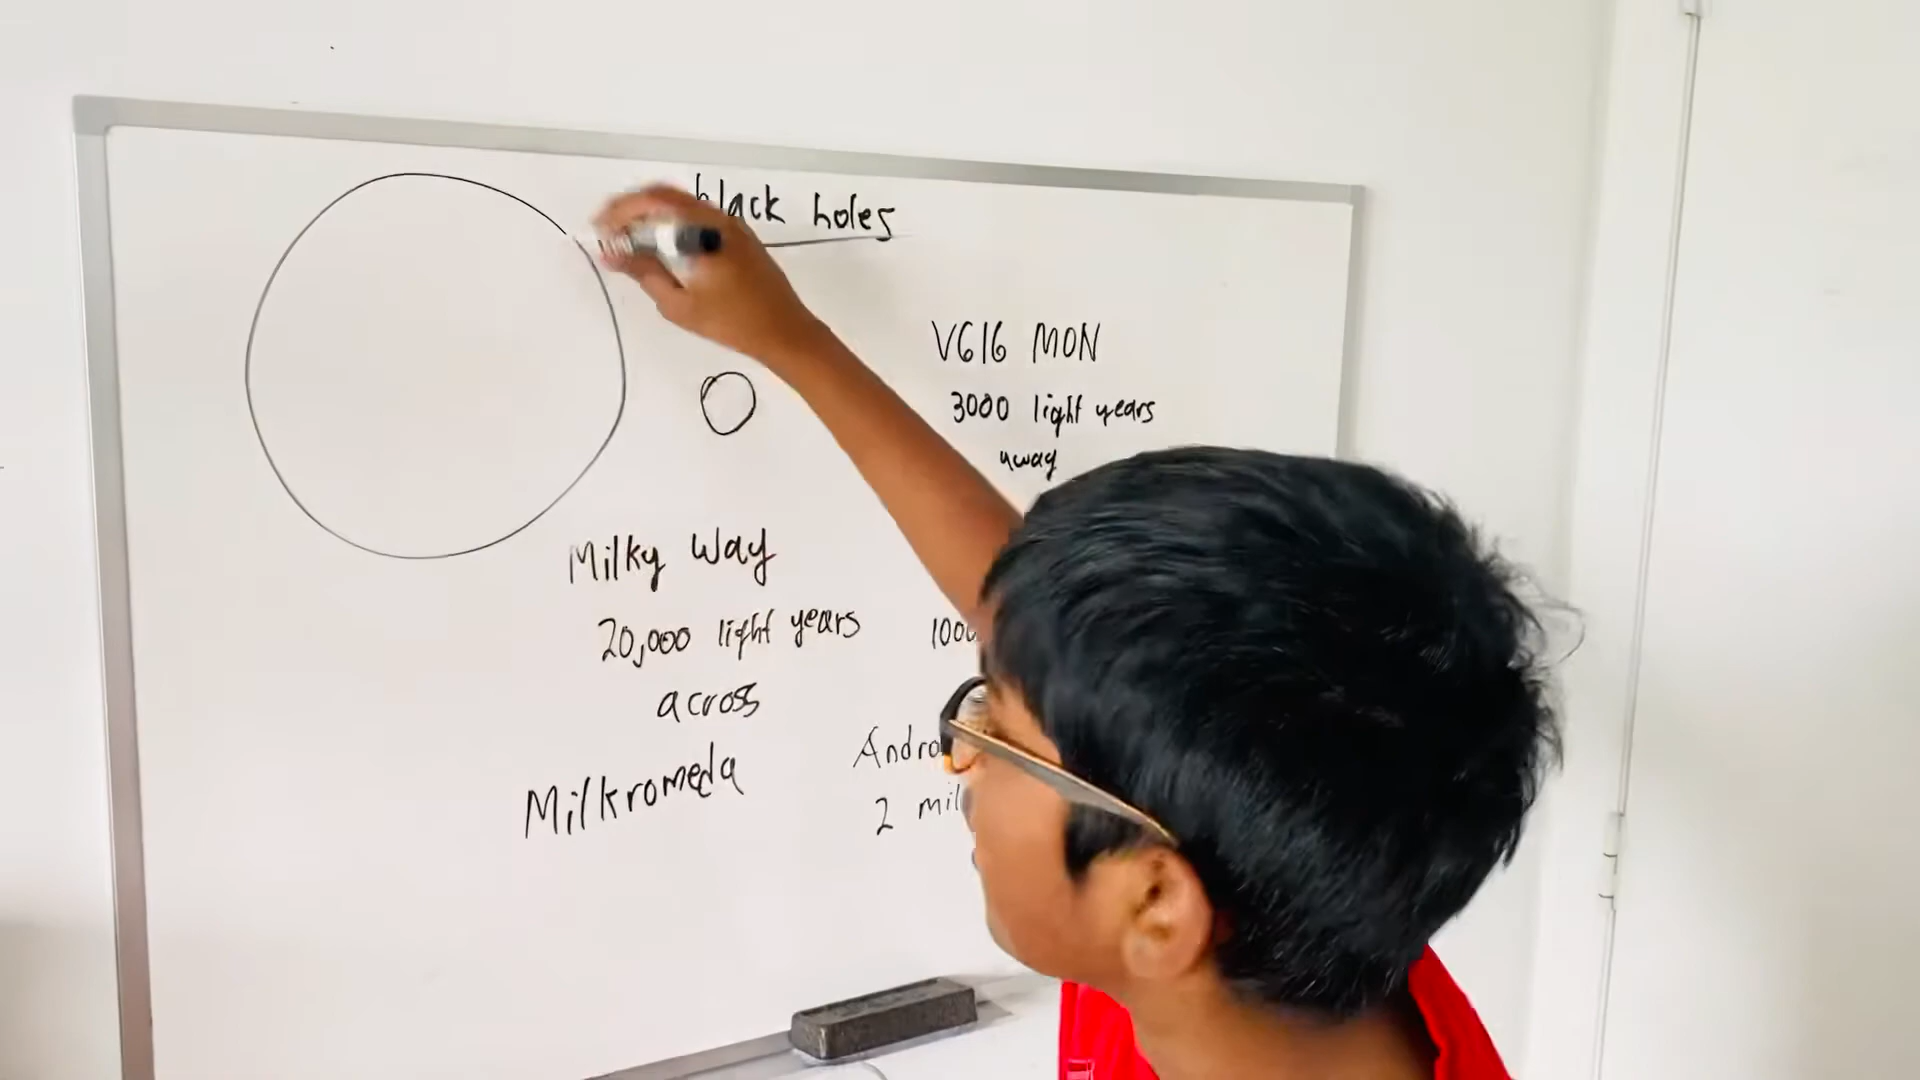 black holes
V616 MON
3000 light years
away
Milky Way
20,000 light years
across
1000
Milkromeda
Andro
2 mil